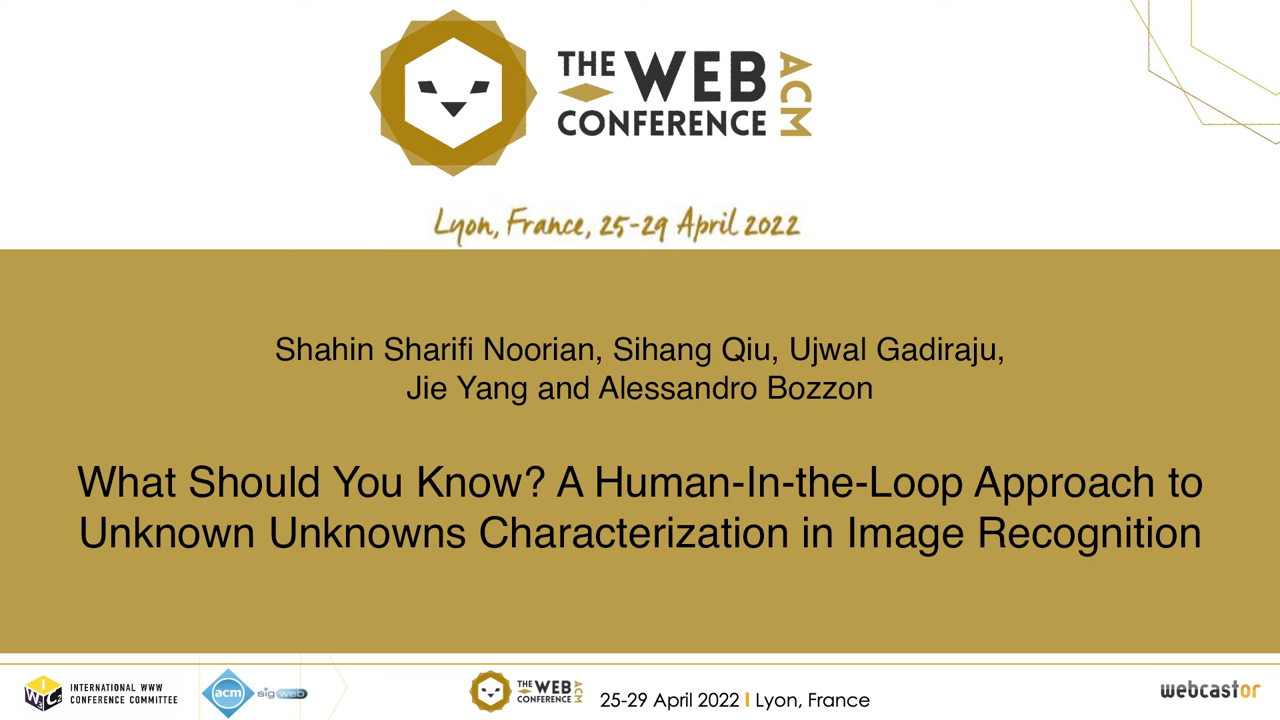 THE WEB
CONFERENCE
ACM
Lyon, France, 25-29 April 2022
Shahin Sharifi Noorian, Sihang Qiu, Ujwal Gadiraju,
Jie Yang and Alessandro Bozzon
What Should You Know? A Human-In-the-Loop Approach to
Unknown Unknowns Characterization in Image Recognition
INTERNATIONAL WWW
CONFERENCE COMMITTEE
acm
sigweb
THE WEB
CONFERENCE
ACM
25-29 April 2022 I Lyon, France
webcastor